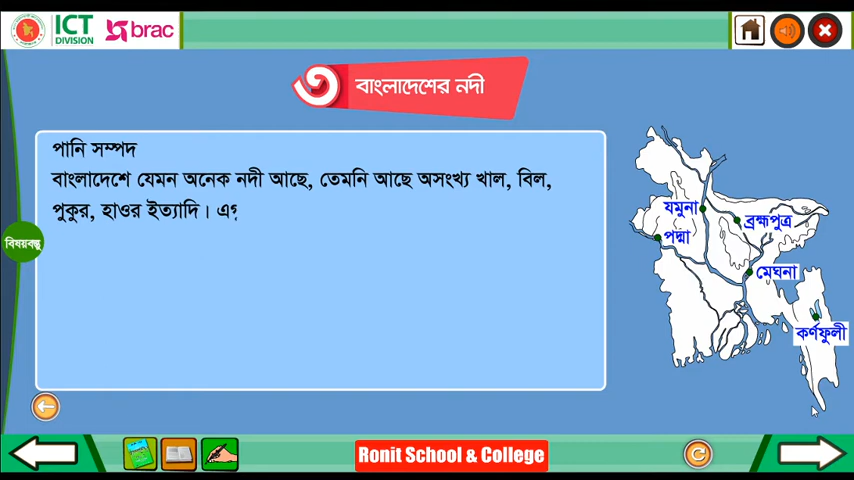 ICT
DIVISION
brac
৩ বাংলাদেশের নদী
পানি সম্পদ
বাংলাদেশে যেমন অনেক নদী আছে, তেমনি আছে অসংখ্য খাল, বিল,
পুকুর, হাওর ইত্যাদি। এ
বিষয়বস্তু
যমুনা
ব্রহ্মপুত্র
পদ্মা
মেঘনা
কর্ণফুলী
Ronit School & College